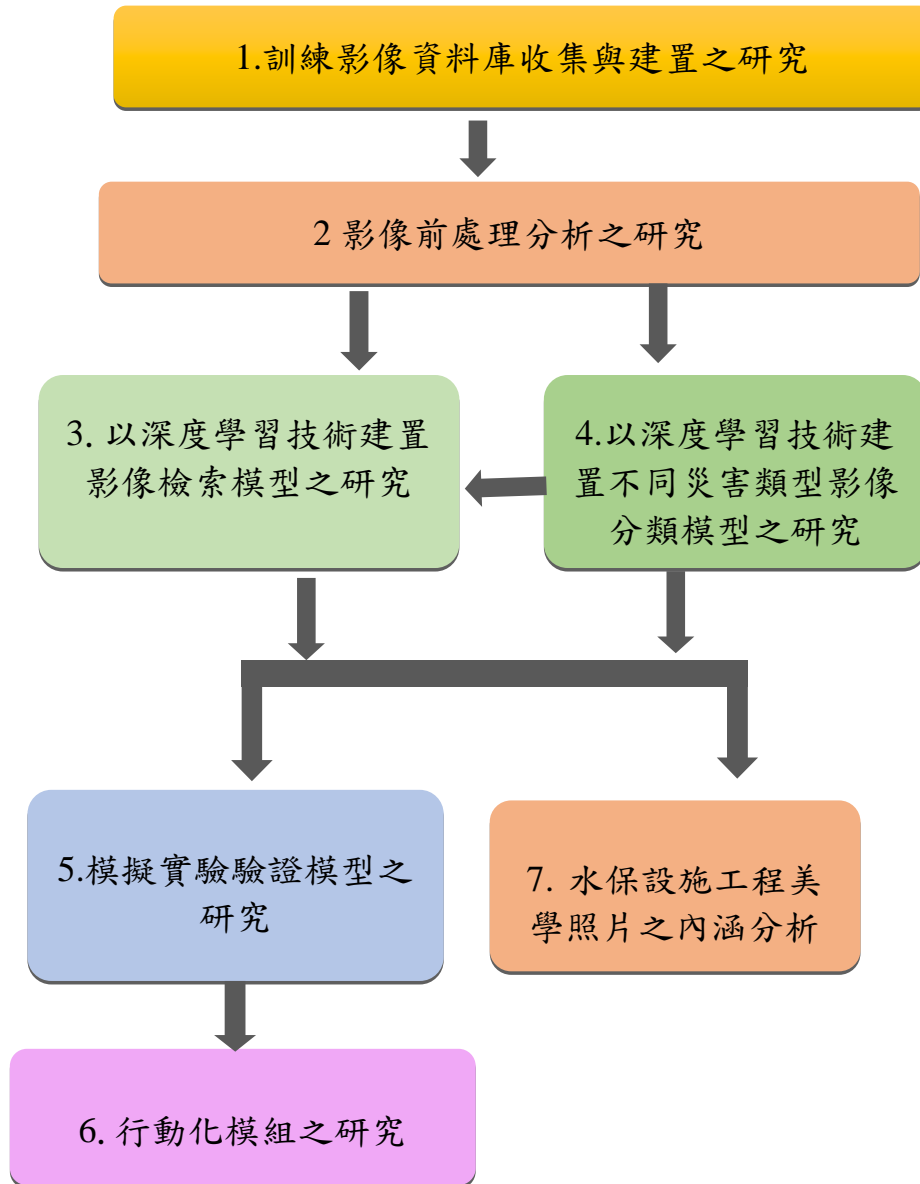 1.訓練影像資料庫收集與建置之研究
2 影像前處理分析之研究
3. 以深度學習技術建置
影像檢索模型之研究
4.以深度學習技術建
置不同災害類型影像
分類模型之研究
5.模擬實驗驗證模型之
研究
7. 水保設施工程美
學照片之內涵分析
6. 行動化模組之研究